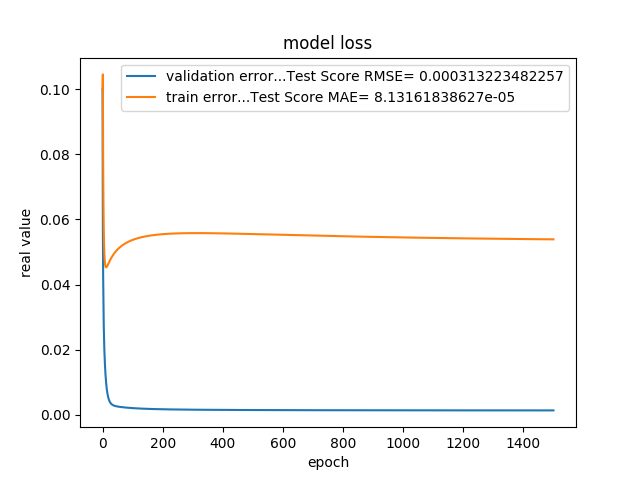 model loss
validation error...Test Score RMSE= 0.000313223482257
train error...Test Score MAE= 8.13161838627e-05
real value
0.10
0.08
0.06
0.04
0.02
0.00
0 200 400 600 800 1000 1200 1400
epoch